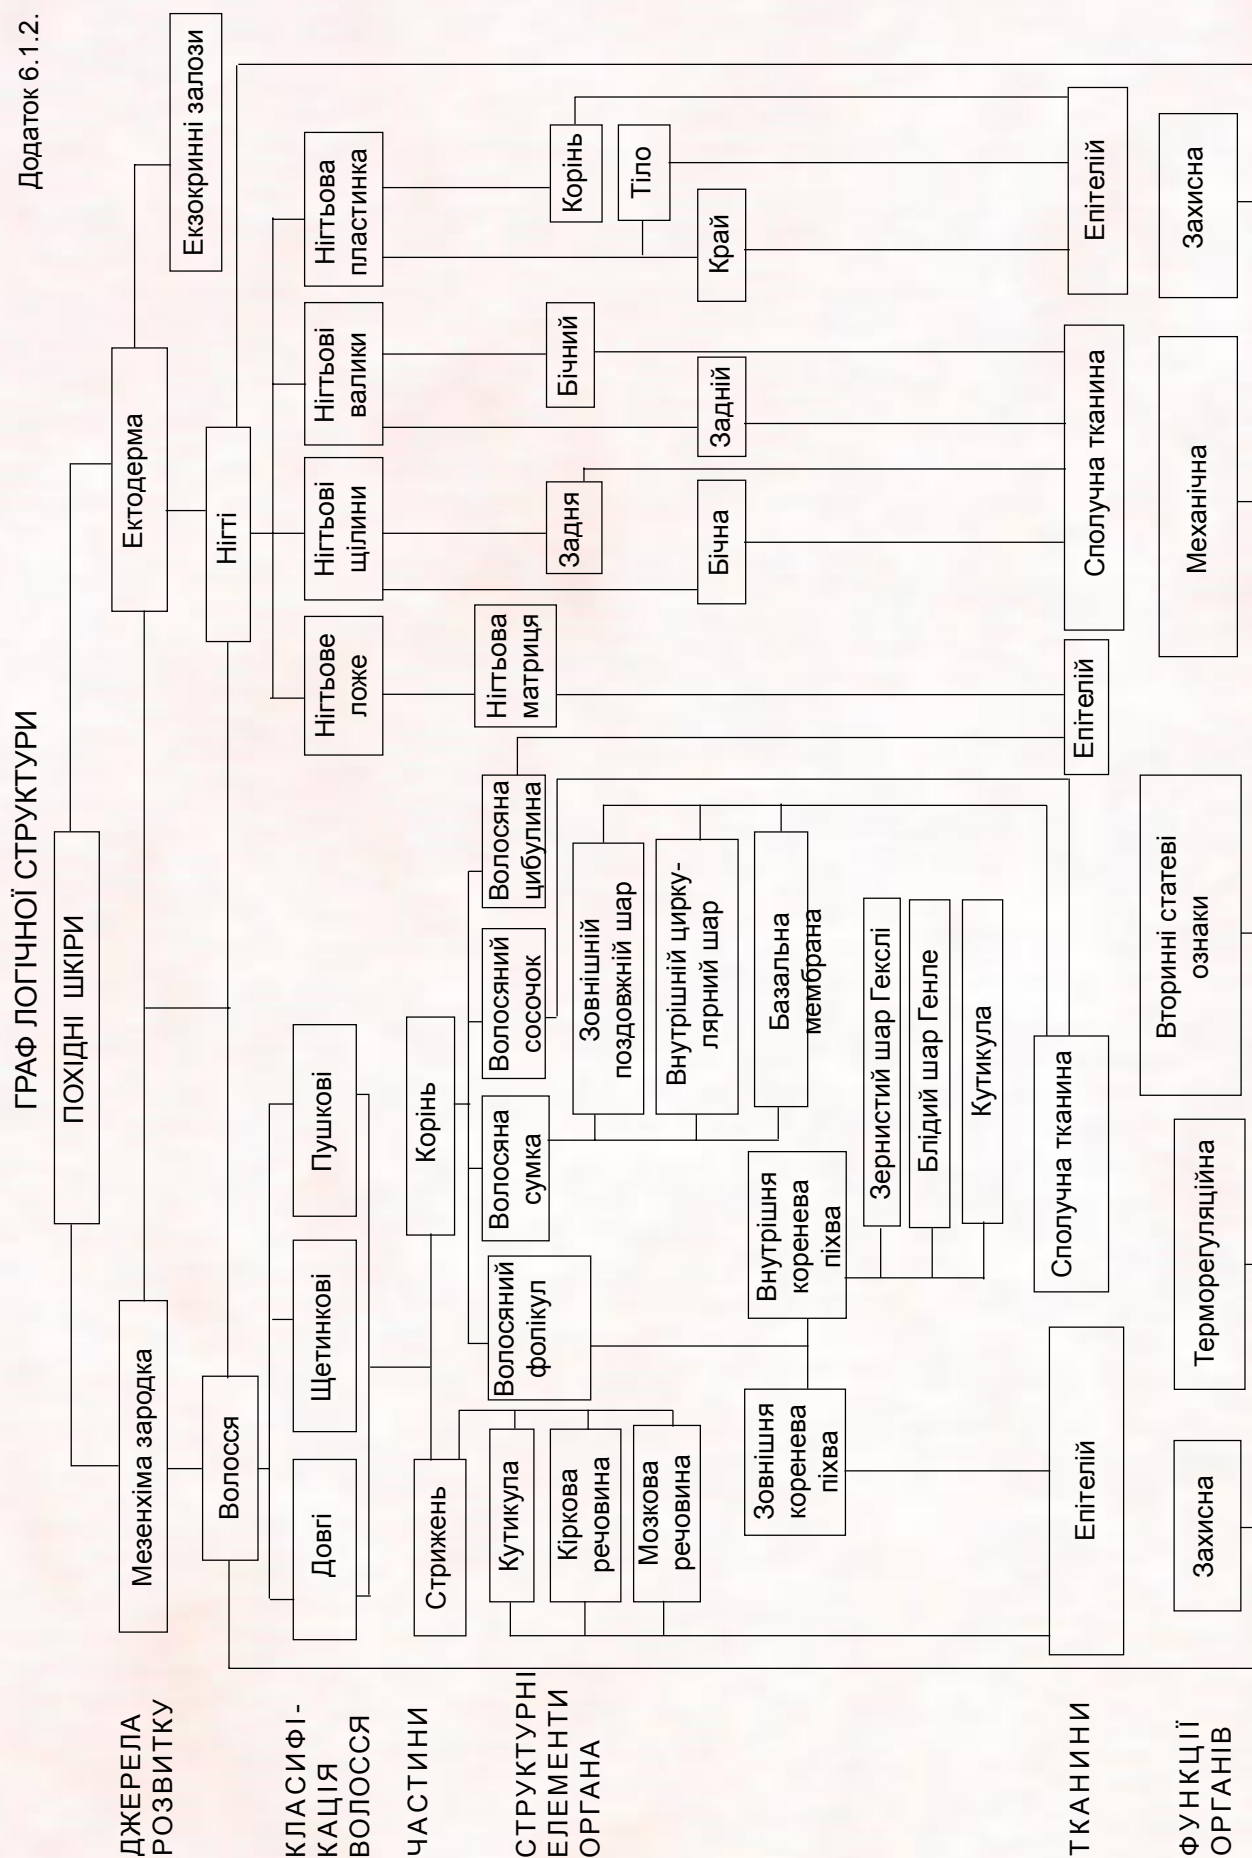 Додаток 6.1.2.
ГРАФ ЛОГІЧНОЇ СТРУКТУРИ
ПОХІДНІ ШКІРИ
ДЖЕРЕЛА
РОЗВИТКУ
Мезенхіма зародка
Ектодерма
Екзокринні залози
Волосся
Нігті
КЛАСИФІ-
КАЦІЯ
ВОЛОССЯ
Довгі
Щетинкові
Пушкові
Нігтьове
ложе
Нігтьові
щілини
Нігтьові
валики
Нігтьова
пластинка
ЧАСТИНИ
Стрижень
Корінь
СТРУКТУРНІ
ЕЛЕМЕНТИ
ОРГАНА
Кутикула
Кіркова
речовина
Мозкова
речовина
Волосяний
фолікул
Волосяна
сумка
Волосяний
сосочок
Волосяна
цибулина
Нігтьова
матриця
Задня
Бічний
Корінь
Тіло
Зовнішній
поздовжній шар
Внутрішній цирку-
лярний шар
Базальна
мембрана
Бічна
Задній
Край
Зовнішня
коренева
піхва
Внутрішня
коренева
піхва
Зернистий шар Гекслі
Блідий шар Генле
Кутикула
ТКАНИНИ
Епітелій
Сполучна тканина
Епітелій
Сполучна тканина
Епітелій
ФУНКЦІЇ
ОРГАНІВ
Захисна
Терморегуляційна
Вторинні статеві
ознаки
Механічна
Захисна